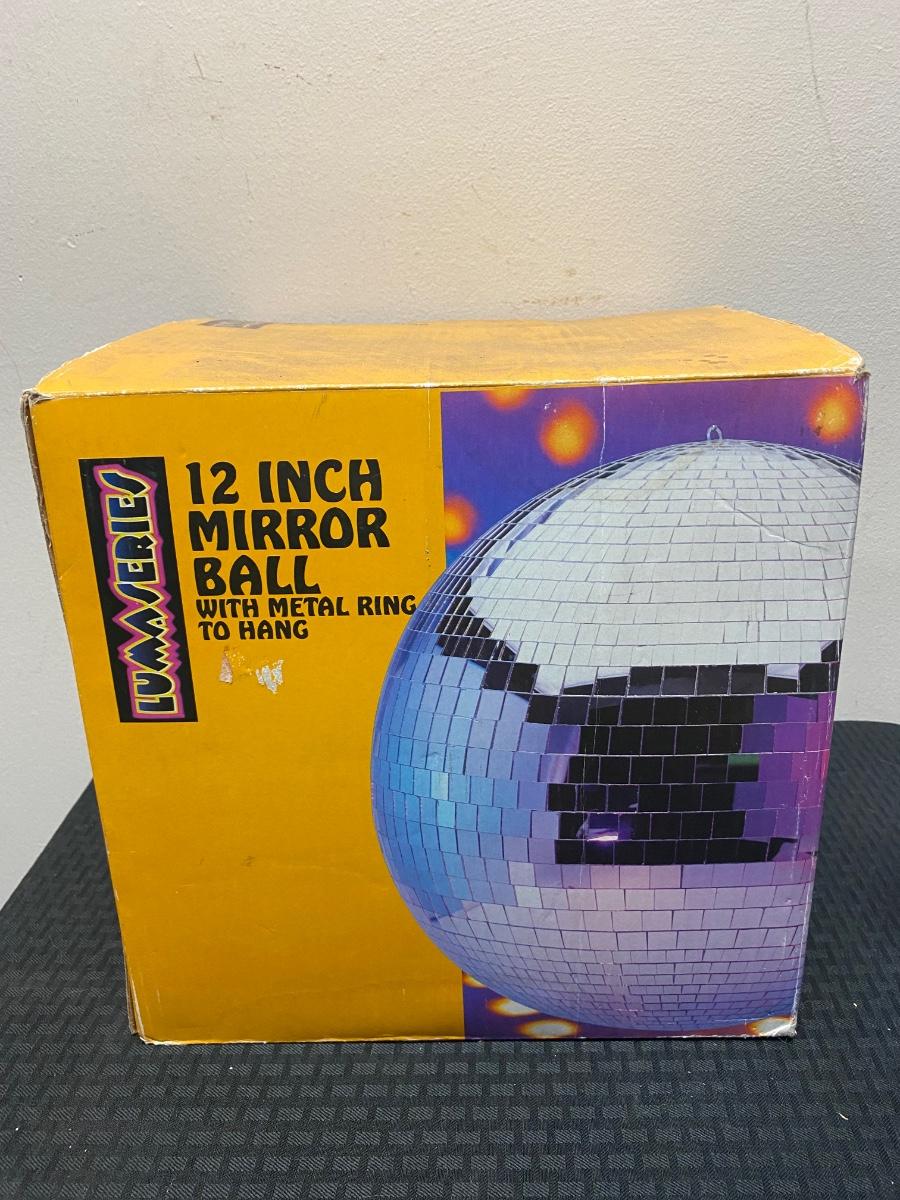 LUMASERIES
12 INCH
MIRROR
BALL
WITH METAL RING
TO HANG